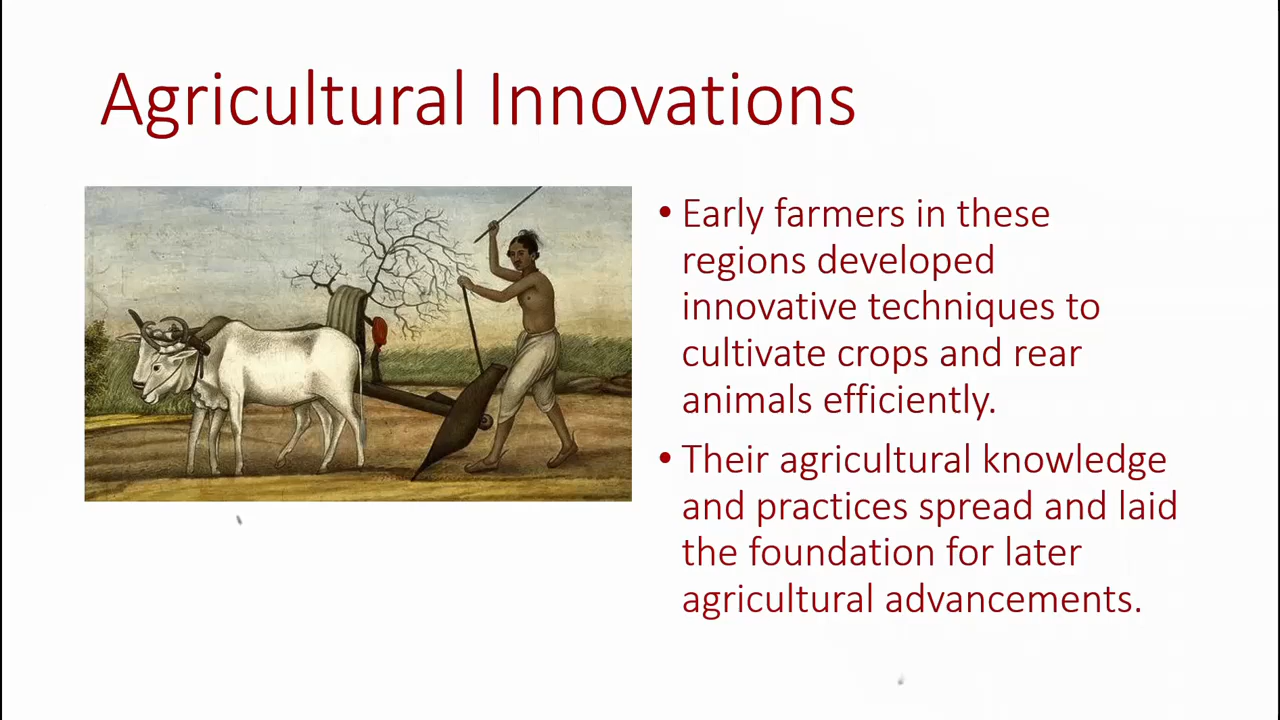 Agricultural Innovations
• Early farmers in these
regions developed
innovative techniques to
cultivate crops and rear
animals efficiently.
• Their agricultural knowledge
and practices spread and laid
the foundation for later
agricultural advancements.